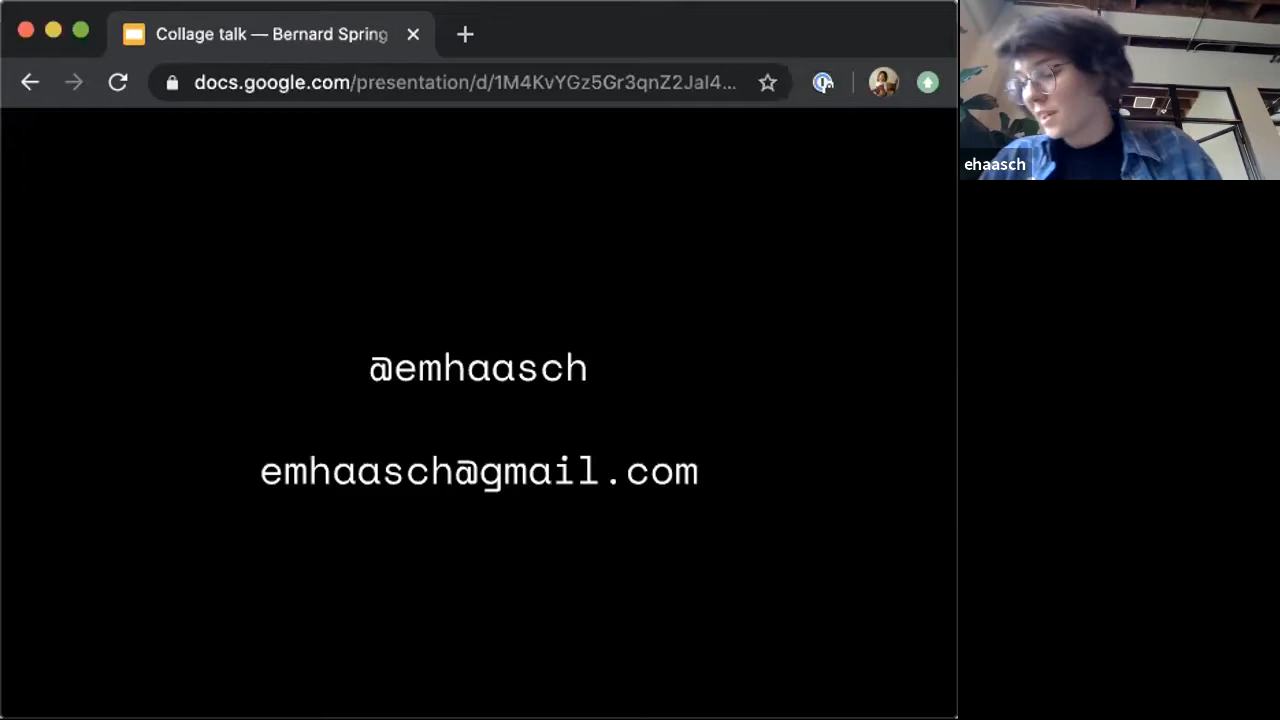 Collage talk — Bernard Spring
docs.google.com/presentation/d/1M4KvYGz5Gr3qnZ2Jal4...
ehaasch
@emhaasch
emhaasch@gmail.com